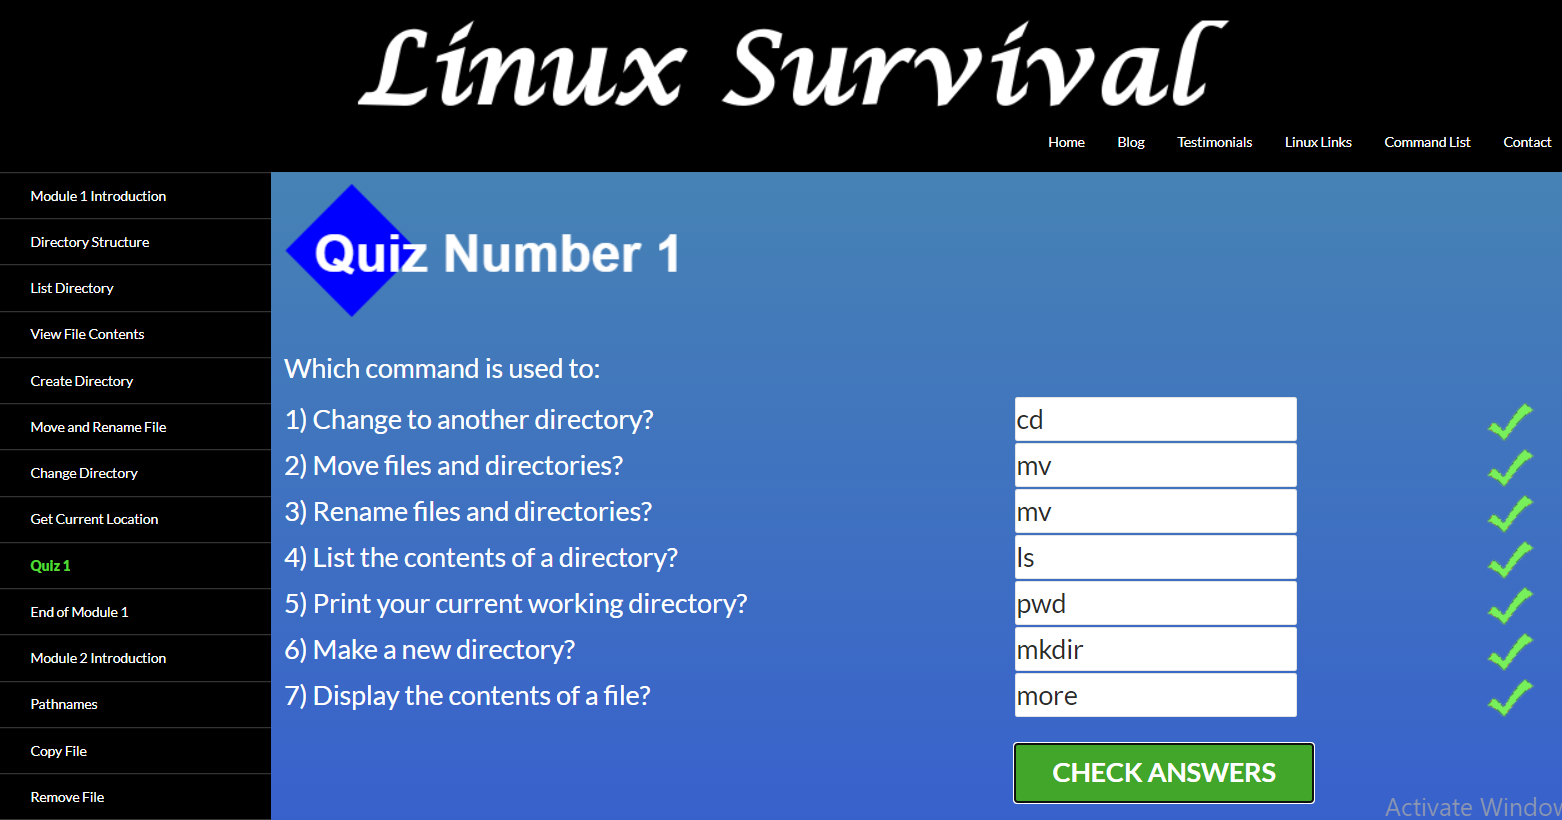 Linux Survival
Home Blog Testimonials Linux Links Command List Contact
Module 1 Introduction
Directory Structure
List Directory
View File Contents
Create Directory
Move and Rename File
Change Directory
Get Current Location
Quiz 1
End of Module 1
Module 2 Introduction
Pathnames
Copy File
Remove File
Quiz Number 1
Which command is used to:
1) Change to another directory? cd
2) Move files and directories? mv
3) Rename files and directories? mv
4) List the contents of a directory? ls
5) Print your current working directory? pwd
6) Make a new directory? mkdir
7) Display the contents of a file? more
CHECK ANSWERS
Activate Window